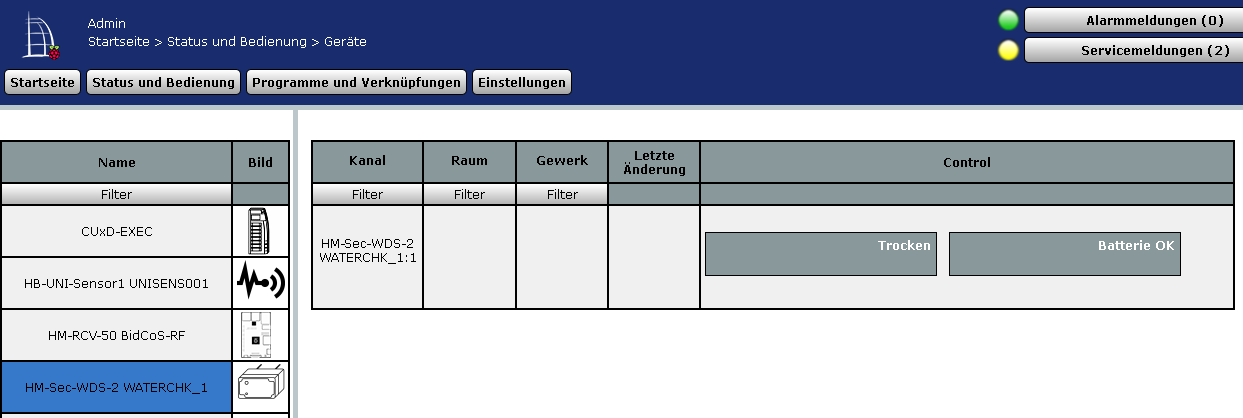 Admin
Startseite > Status und Bedienung > Geräte
Alarmmeldungen (0)
Servicemeldungen (2)
Startseite
Status und Bedienung
Programme und Verknüpfungen
Einstellungen
Name
Bild
Filter
CUxD-EXEC
HB-UNI-Sensor1 UNISENS001
HM-RCV-50 BidCoS-RF
HM-Sec-WDS-2 WATERCHK_1
Kanal
Raum
Gewerk
Letzte
Änderung
Control
Filter
Filter
Filter
HM-Sec-WDS-2
WATERCHK_1:1
Trocken
Batterie OK